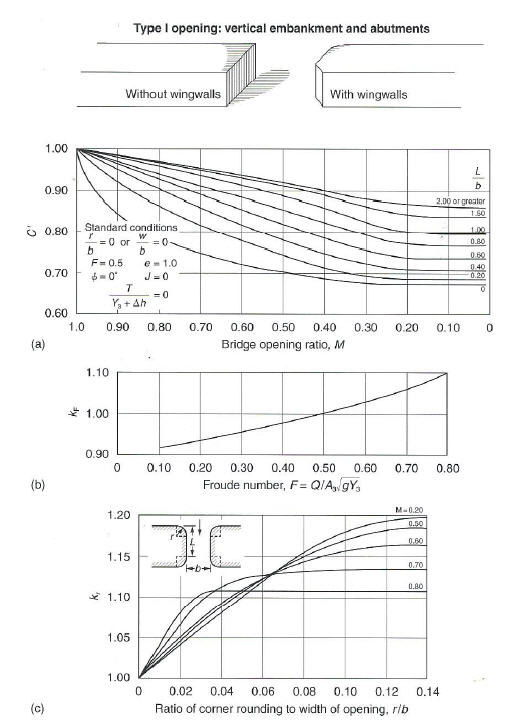 Type I opening: vertical embankment and abutments
Without wingwalls
With wingwalls
1.00
0.90
0.80
0.70
0.60
C'
L
b
2.00 or greater
1.50
1.00
0.80
0.60
0.40
0.20
0
Standard conditions
r/b = 0 or w/b = 0
F = 0.5 e = 1.0
ϕ = 0° J = 0
T/Y₃ + Δh = 0
1.0 0.90 0.80 0.70 0.60 0.50 0.40 0.30 0.20 0.10 0
(a) Bridge opening ratio, M
1.10
1.00
0.90
k_F
0 0.10 0.20 0.30 0.40 0.50 0.60 0.70 0.80
(b) Froude number, F = Q/A₃√gY₃
1.20
1.15
1.10
1.05
1.00
k_r
r
L
b
M=0.20
0.50
0.60
0.70
0.80
0 0.02 0.04 0.06 0.08 0.10 0.12 0.14
(c) Ratio of corner rounding to width of opening, r/b